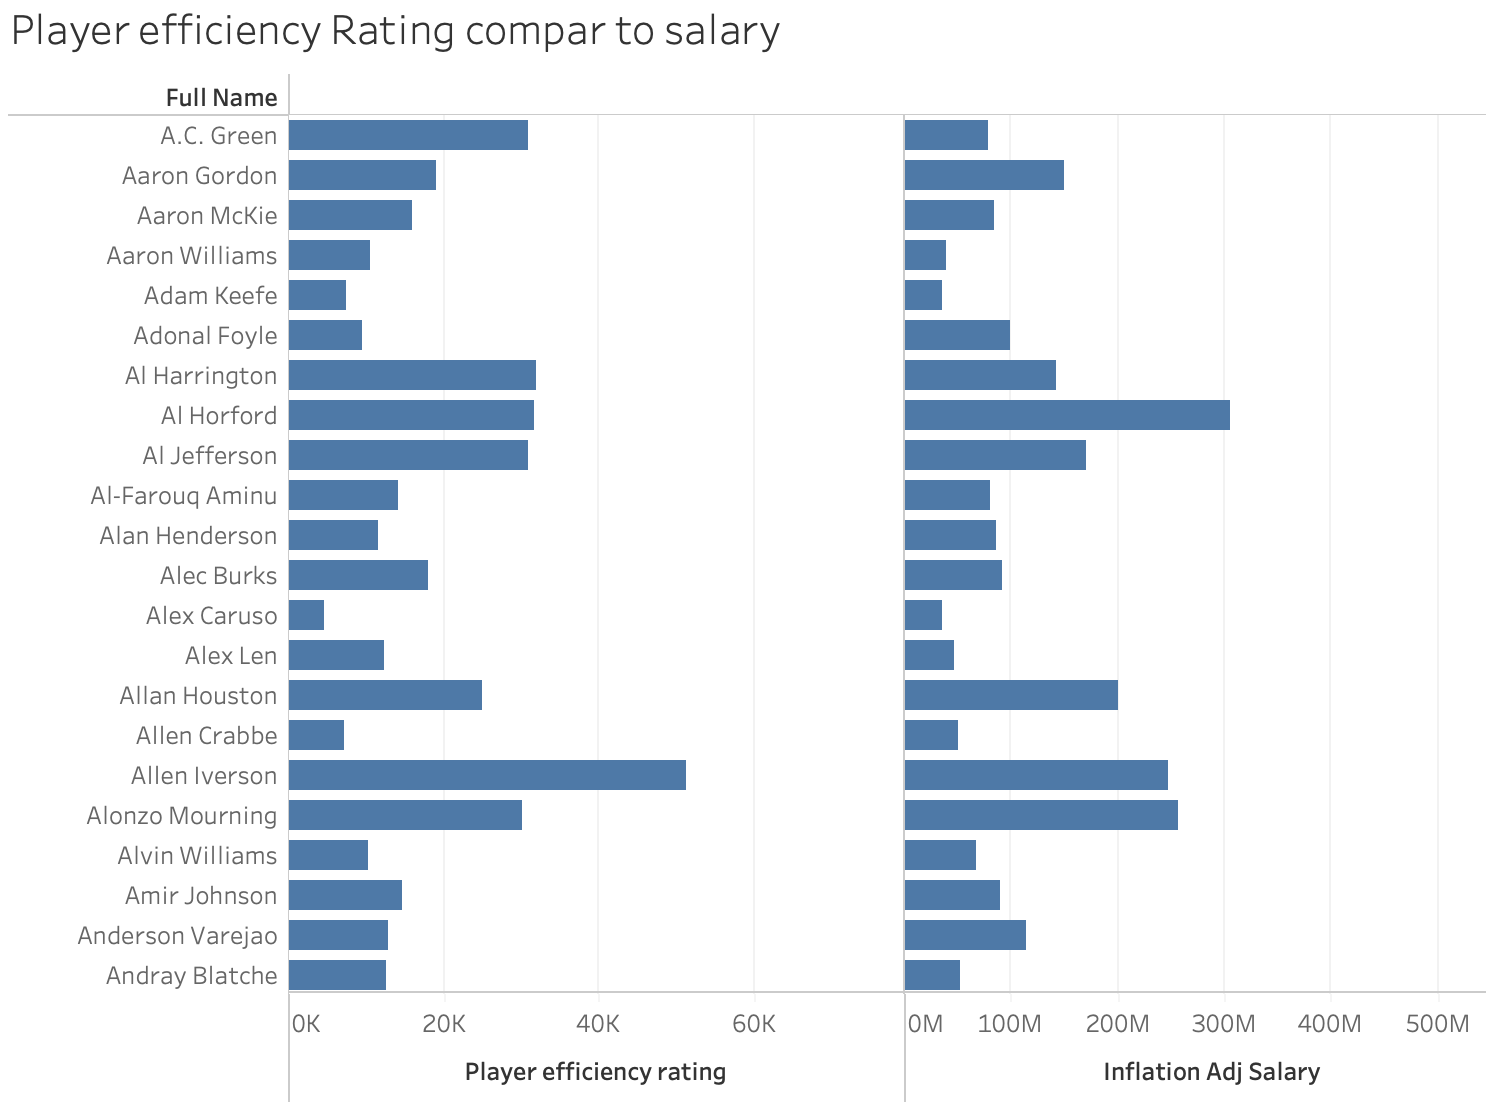 Player efficiency Rating compar to salary
Full Name
A.C. Green
Aaron Gordon
Aaron McKie
Aaron Williams
Adam Keefe
Adonal Foyle
Al Harrington
Al Horford
Al Jefferson
Al-Farouq Aminu
Alan Henderson
Alec Burks
Alex Caruso
Alex Len
Allan Houston
Allen Crabbe
Allen Iverson
Alonzo Mourning
Alvin Williams
Amir Johnson
Anderson Varejao
Andray Blatche
0K 20K 40K 60K 0M 100M 200M 300M 400M 500M
Player efficiency rating Inflation Adj Salary